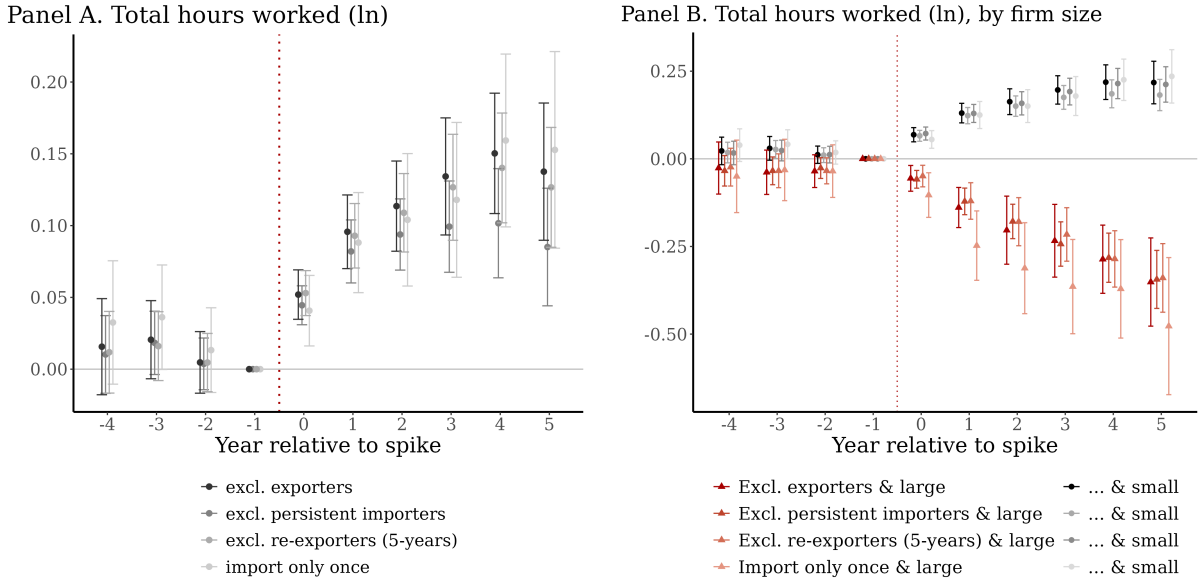 Panel A. Total hours worked (ln)
0.20
0.15
0.10
0.05
0.00
-4 -3 -2 -1 0 1 2 3 4 5
Year relative to spike
excl. exporters
excl. persistent importers
excl. re-exporters (5-years)
import only once
Panel B. Total hours worked (ln), by firm size
0.25
0.00
-0.25
-0.50
-4 -3 -2 -1 0 1 2 3 4 5
Year relative to spike
Excl. exporters & large ... & small
Excl. persistent importers & large ... & small
Excl. re-exporters (5-years) & large ... & small
Import only once & large ... & small